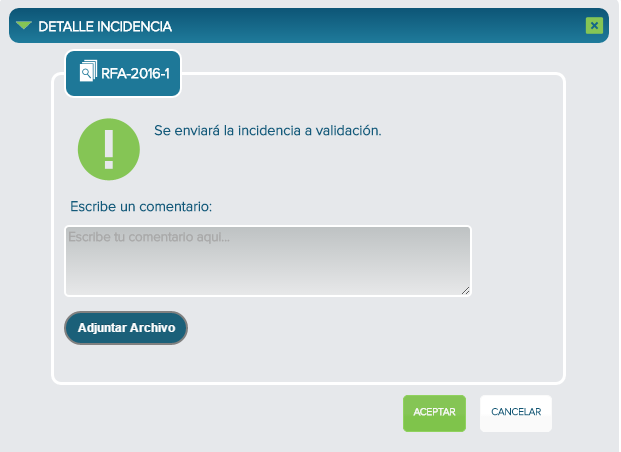 DETALLE INCIDENCIA
RFA-2016-1
Se enviará la incidencia a validación.
Escribe un comentario:
Escribe tu comentario aqui...
Adjuntar Archivo
ACEPTAR
CANCELAR